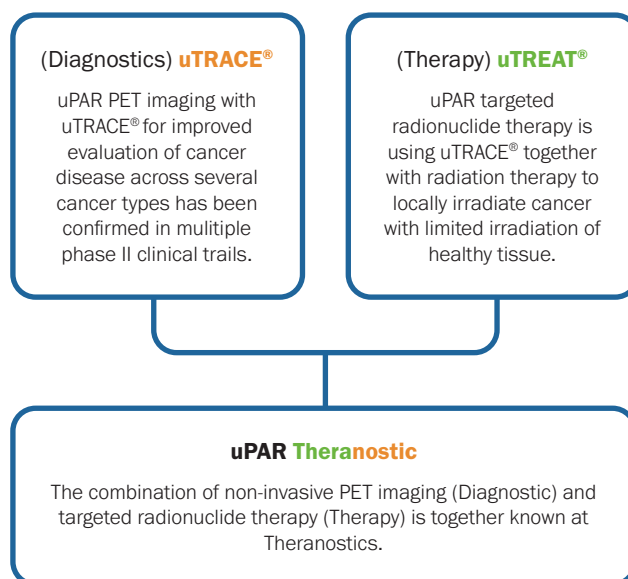 (Diagnostics) uTRACE®
uPAR PET imaging with
uTRACE® for improved
evaluation of cancer
disease across several
cancer types has been
confirmed in mulitiple
phase II clinical trails.
(Therapy) uTREAT®
uPAR targeted
radionuclide therapy is
using uTRACE® together
with radiation therapy to
locally irradiate cancer
with limited irradiation of
healthy tissue.
uPAR Theranostic
The combination of non-invasive PET imaging (Diagnostic) and
targeted radionuclide therapy (Therapy) is together known at
Theranostics.